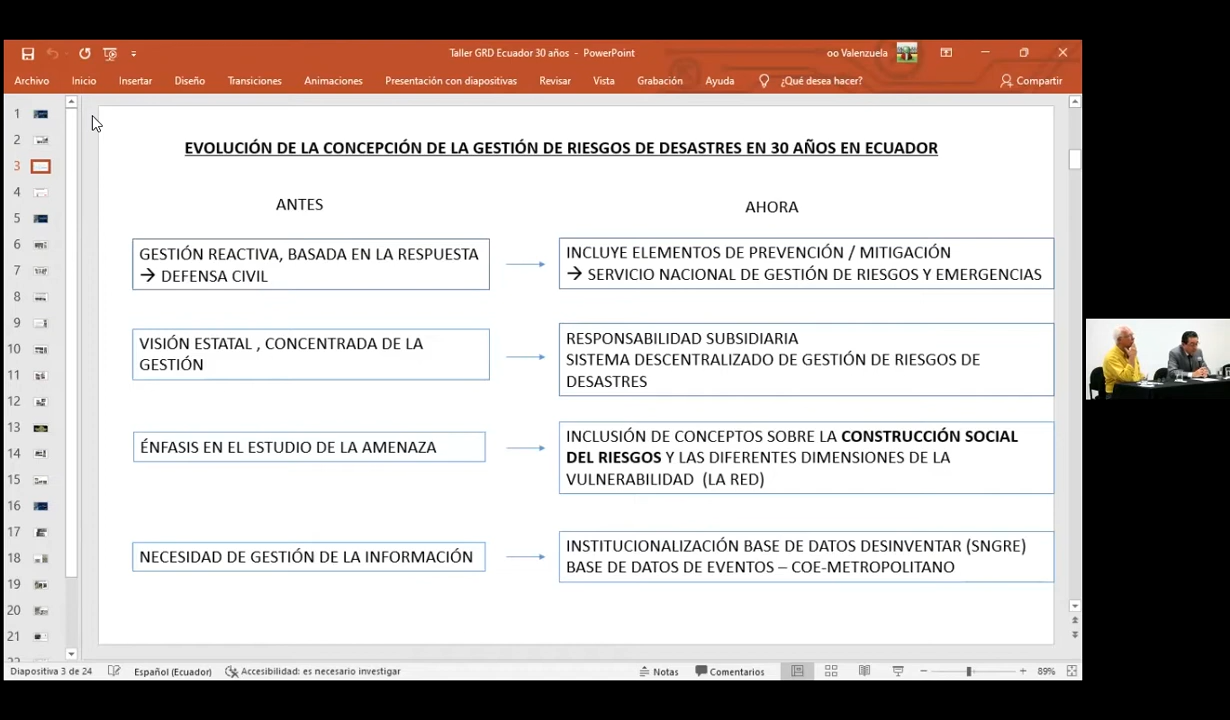 Taller GRD Ecuador 30 años - PowerPoint
oo Valenzuela
Archivo Inicio Insertar Diseño Transiciones Animaciones Presentación con diapositivas Revisar Vista Grabación Ayuda ¿Qué desea hacer? Compartir
1
2
3
4
5
6
7
8
9
10
11
12
13
14
15
16
17
18
19
20
21
EVOLUCIÓN DE LA CONCEPCIÓN DE LA GESTIÓN DE RIESGOS DE DESASTRES EN 30 AÑOS EN ECUADOR
ANTES
AHORA
GESTIÓN REACTIVA, BASADA EN LA RESPUESTA
→ DEFENSA CIVIL
INCLUYE ELEMENTOS DE PREVENCIÓN / MITIGACIÓN
→ SERVICIO NACIONAL DE GESTIÓN DE RIESGOS Y EMERGENCIAS
VISIÓN ESTATAL , CONCENTRADA DE LA
GESTIÓN
RESPONSABILIDAD SUBSIDIARIA
SISTEMA DESCENTRALIZADO DE GESTIÓN DE RIESGOS DE
DESASTRES
ÉNFASIS EN EL ESTUDIO DE LA AMENAZA
INCLUSIÓN DE CONCEPTOS SOBRE LA CONSTRUCCIÓN SOCIAL
DEL RIESGOS Y LAS DIFERENTES DIMENSIONES DE LA
VULNERABILIDAD (LA RED)
NECESIDAD DE GESTIÓN DE LA INFORMACIÓN
INSTITUCIONALIZACIÓN BASE DE DATOS DESINVENTAR (SNGRE)
BASE DE DATOS DE EVENTOS – COE-METROPOLITANO
Diapositiva 3 de 24 Español (Ecuador) Accesibilidad: es necesario investigar Notas Comentarios 89%